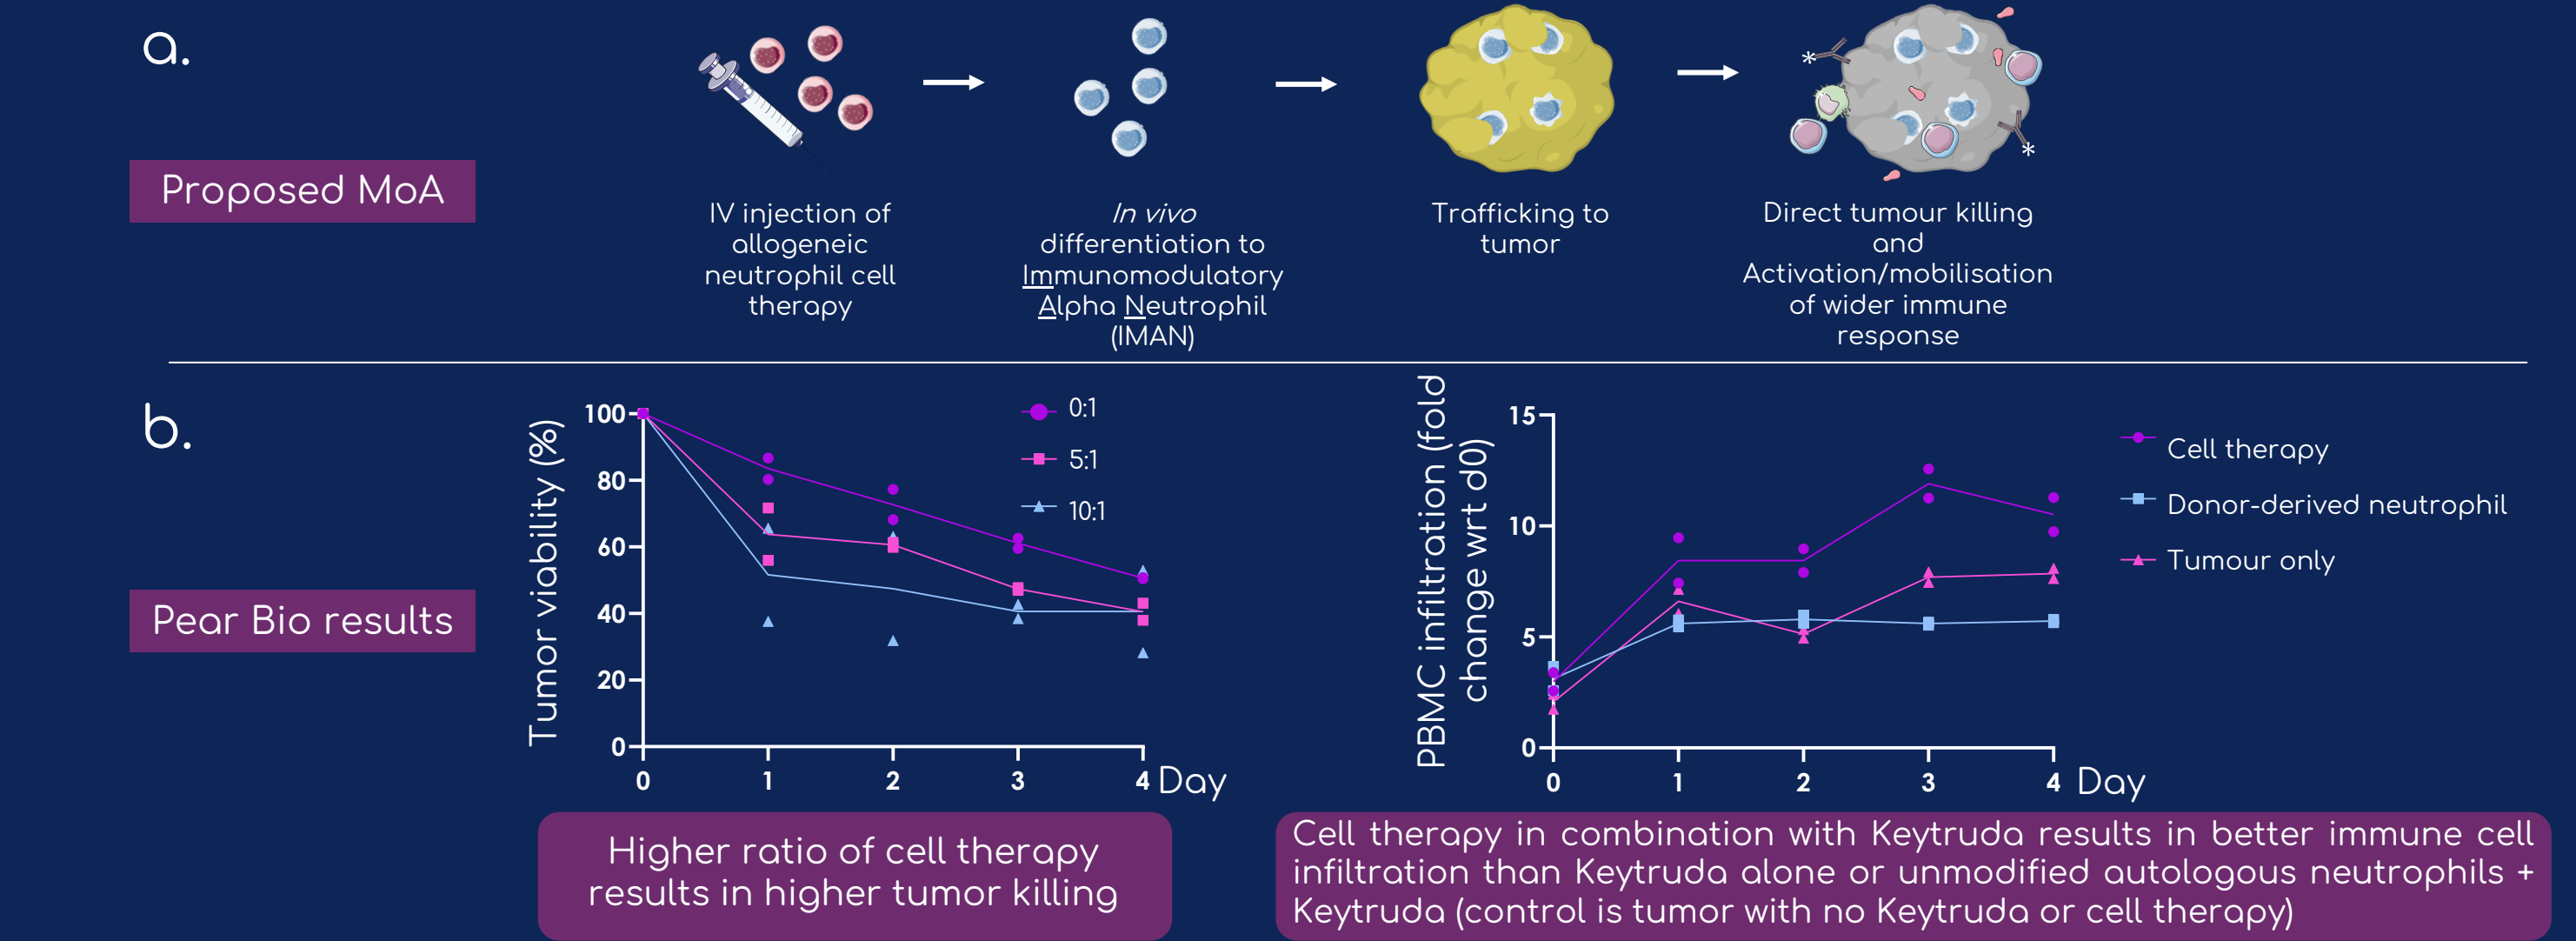 a.
Proposed MoA
IV injection of
allogeneic
neutrophil cell
therapy
In vivo
differentiation to
Immunomodulatory
Alpha Neutrophil
(IMAN)
Trafficking to
tumor
Direct tumour killing
and
Activation/mobilisation
of wider immune
response
*
*
b.
Pear Bio results
Tumor viability (%)
100
80
60
40
20
0
0 1 2 3 4 Day
0:1
5:1
10:1
Higher ratio of cell therapy
results in higher tumor killing
PBMC infiltration (fold
change wrt d0)
15
10
5
0
0 1 2 3 4 Day
Cell therapy
Donor-derived neutrophil
Tumour only
Cell therapy in combination with Keytruda results in better immune cell
infiltration than Keytruda alone or unmodified autologous neutrophils +
Keytruda (control is tumor with no Keytruda or cell therapy)